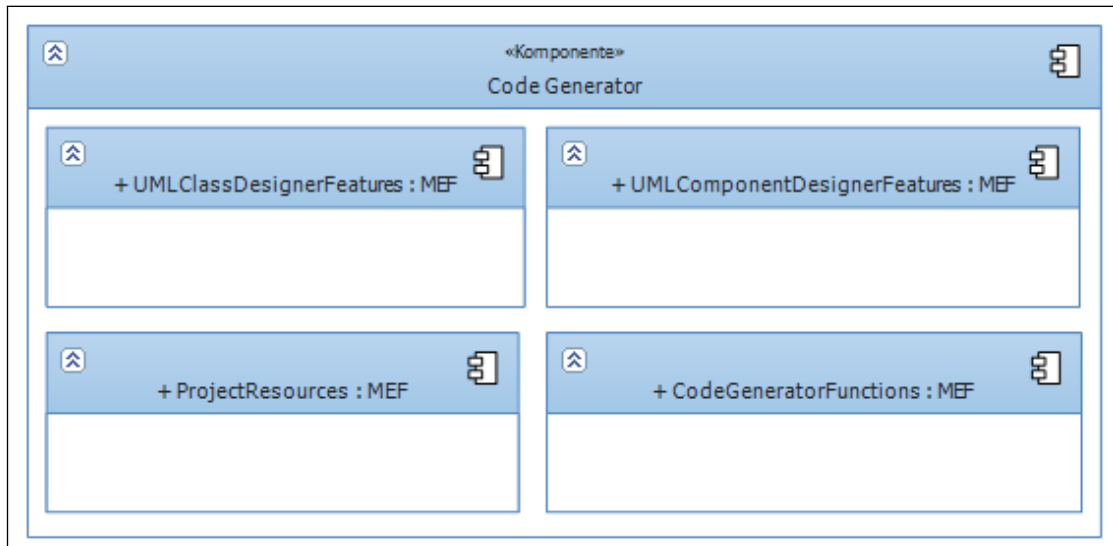 «Komponente»
Code Generator
+ UMLClassDesignerFeatures : MEF
+ UMLComponentDesignerFeatures : MEF
+ ProjectResources : MEF
+ CodeGeneratorFunctions : MEF